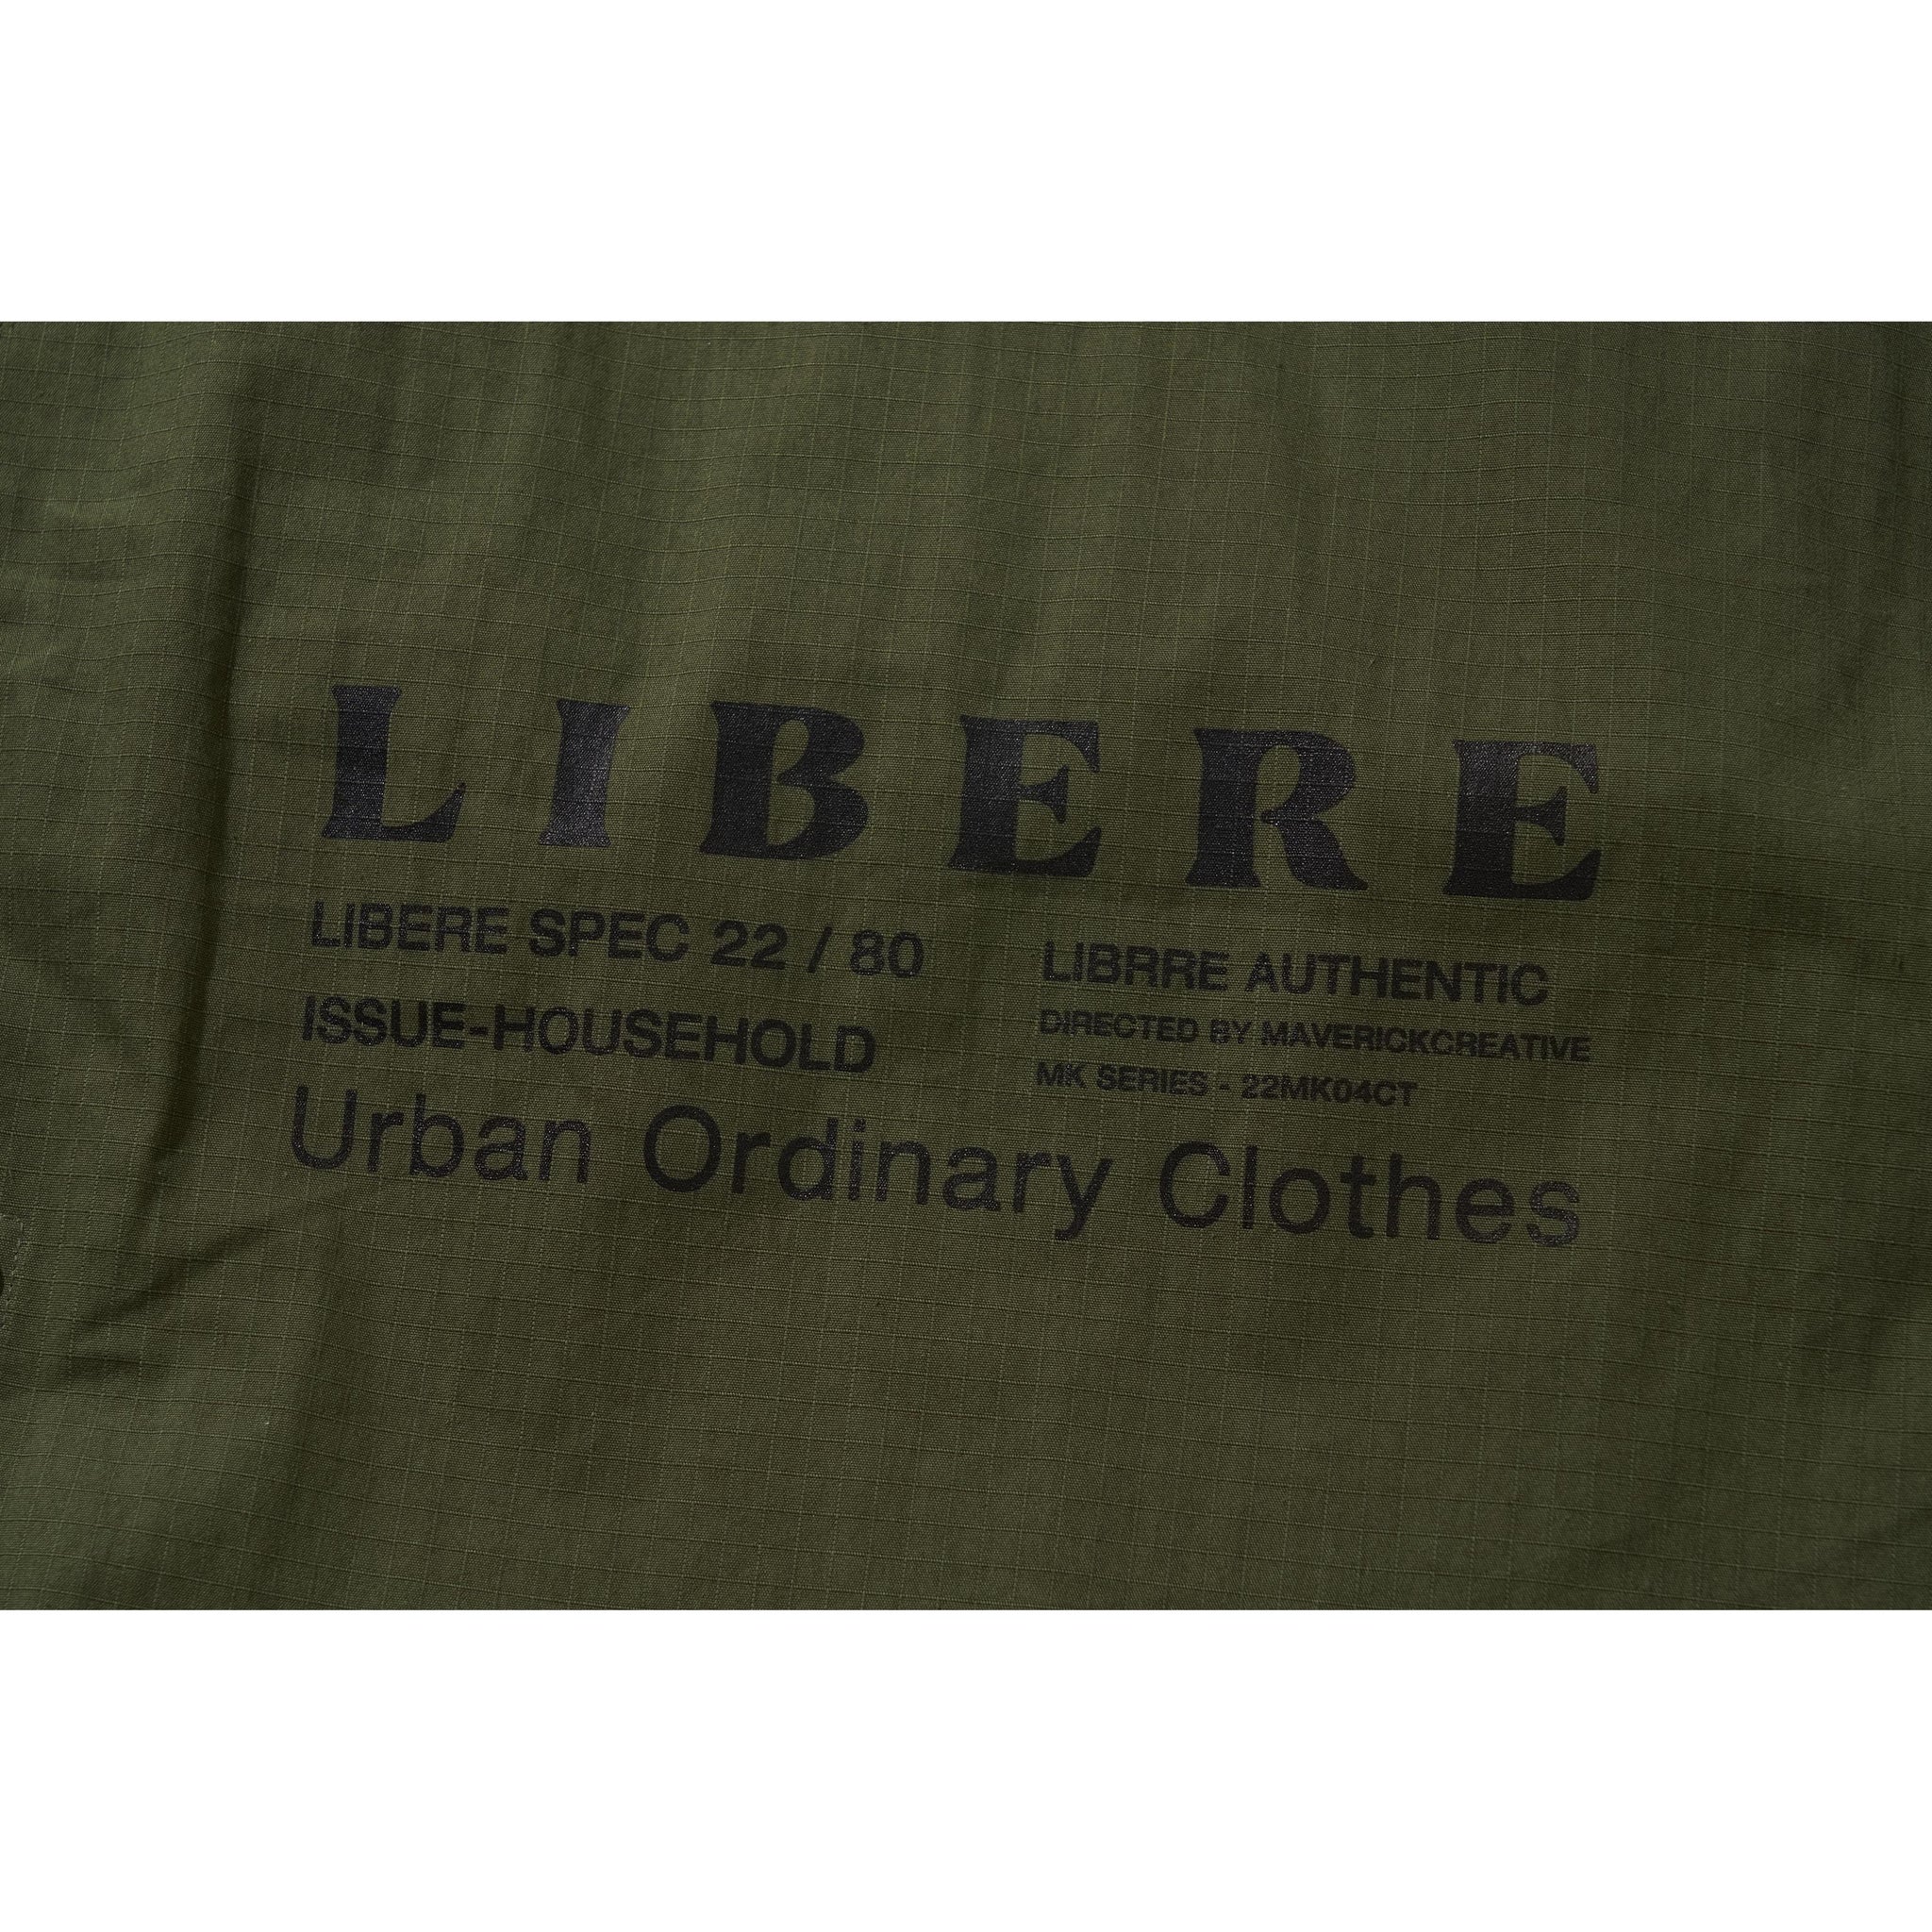 LIBERE
LIBERE SPEC 22 / 80
ISSUE-HOUSEHOLD
LIBRRE AUTHENTIC
DIRECTED BY MAVERICKCREATIVE
MK SERIES - 22MK04CT
Urban Ordinary Clothes